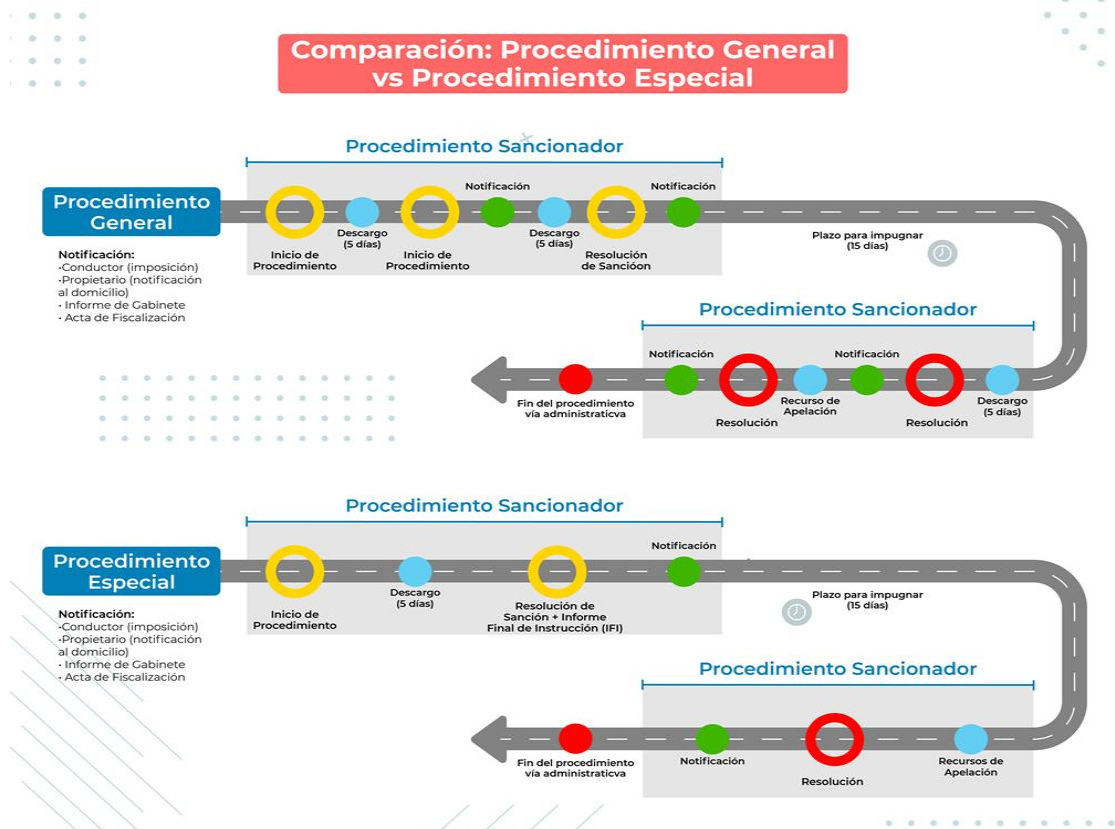 Comparación: Procedimiento General
vs Procedimiento Especial
Procedimiento Sancionador
Procedimiento
General
Notificación:
•Conductor (imposición)
•Propietario (notificación
al domicilio)
• Informe de Gabinete
• Acta de Fiscalización
Inicio de
Procedimiento
Descargo
(5 días)
Inicio de
Procedimiento
Notificación
Descargo
(5 días)
Resolución
de Sancióon
Notificación
Plazo para impugnar
(15 días)
Procedimiento Sancionador
Fin del procedimiento
vía administraticva
Notificación
Resolución
Recurso de
Apelación
Notificación
Resolución
Descargo
(5 días)
Procedimiento Sancionador
Procedimiento
Especial
Notificación:
•Conductor (imposición)
•Propietario (notificación
al domicilio)
• Informe de Gabinete
• Acta de Fiscalización
Inicio de
Procedimiento
Descargo
(5 días)
Resolución de
Sanción + Informe
Final de Instrucción (IFI)
Notificación
Plazo para impugnar
(15 días)
Procedimiento Sancionador
Fin del procedimiento
vía administraticva
Notificación
Resolución
Recursos de
Apelación